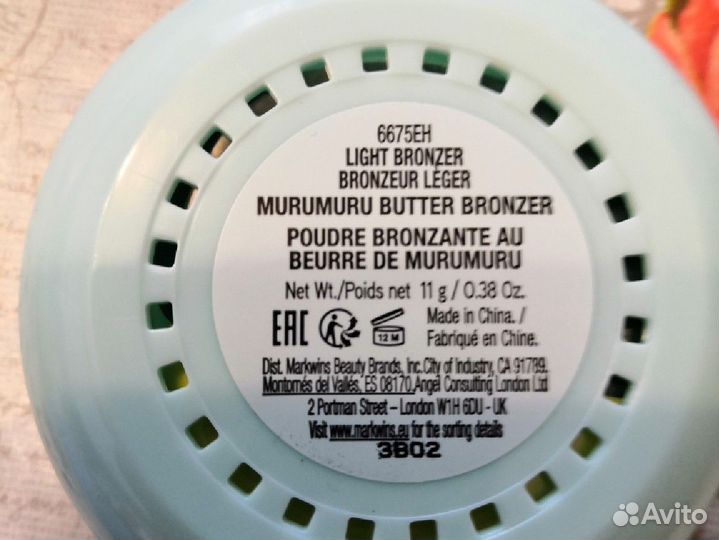 6675EH
LIGHT BRONZER
BRONZEUR LÉGER
MURUMURU BUTTER BRONZER
POUDRE BRONZANTE AU
BEURRE DE MURUMURU
Net Wt./Poids net 11 g / 0.38 Oz.
EAC 12 M Made in China. /
Fabriqué en Chine.
Dist. Markwins Beauty Brands, Inc. City of Industry, CA 91789.
Montornés del Vallés, ES 08170. Angel Consulting London Ltd
2 Portman Street – London W1H 6DU - UK
Visit www.markwins.eu for the sorting details
3B02
Avito